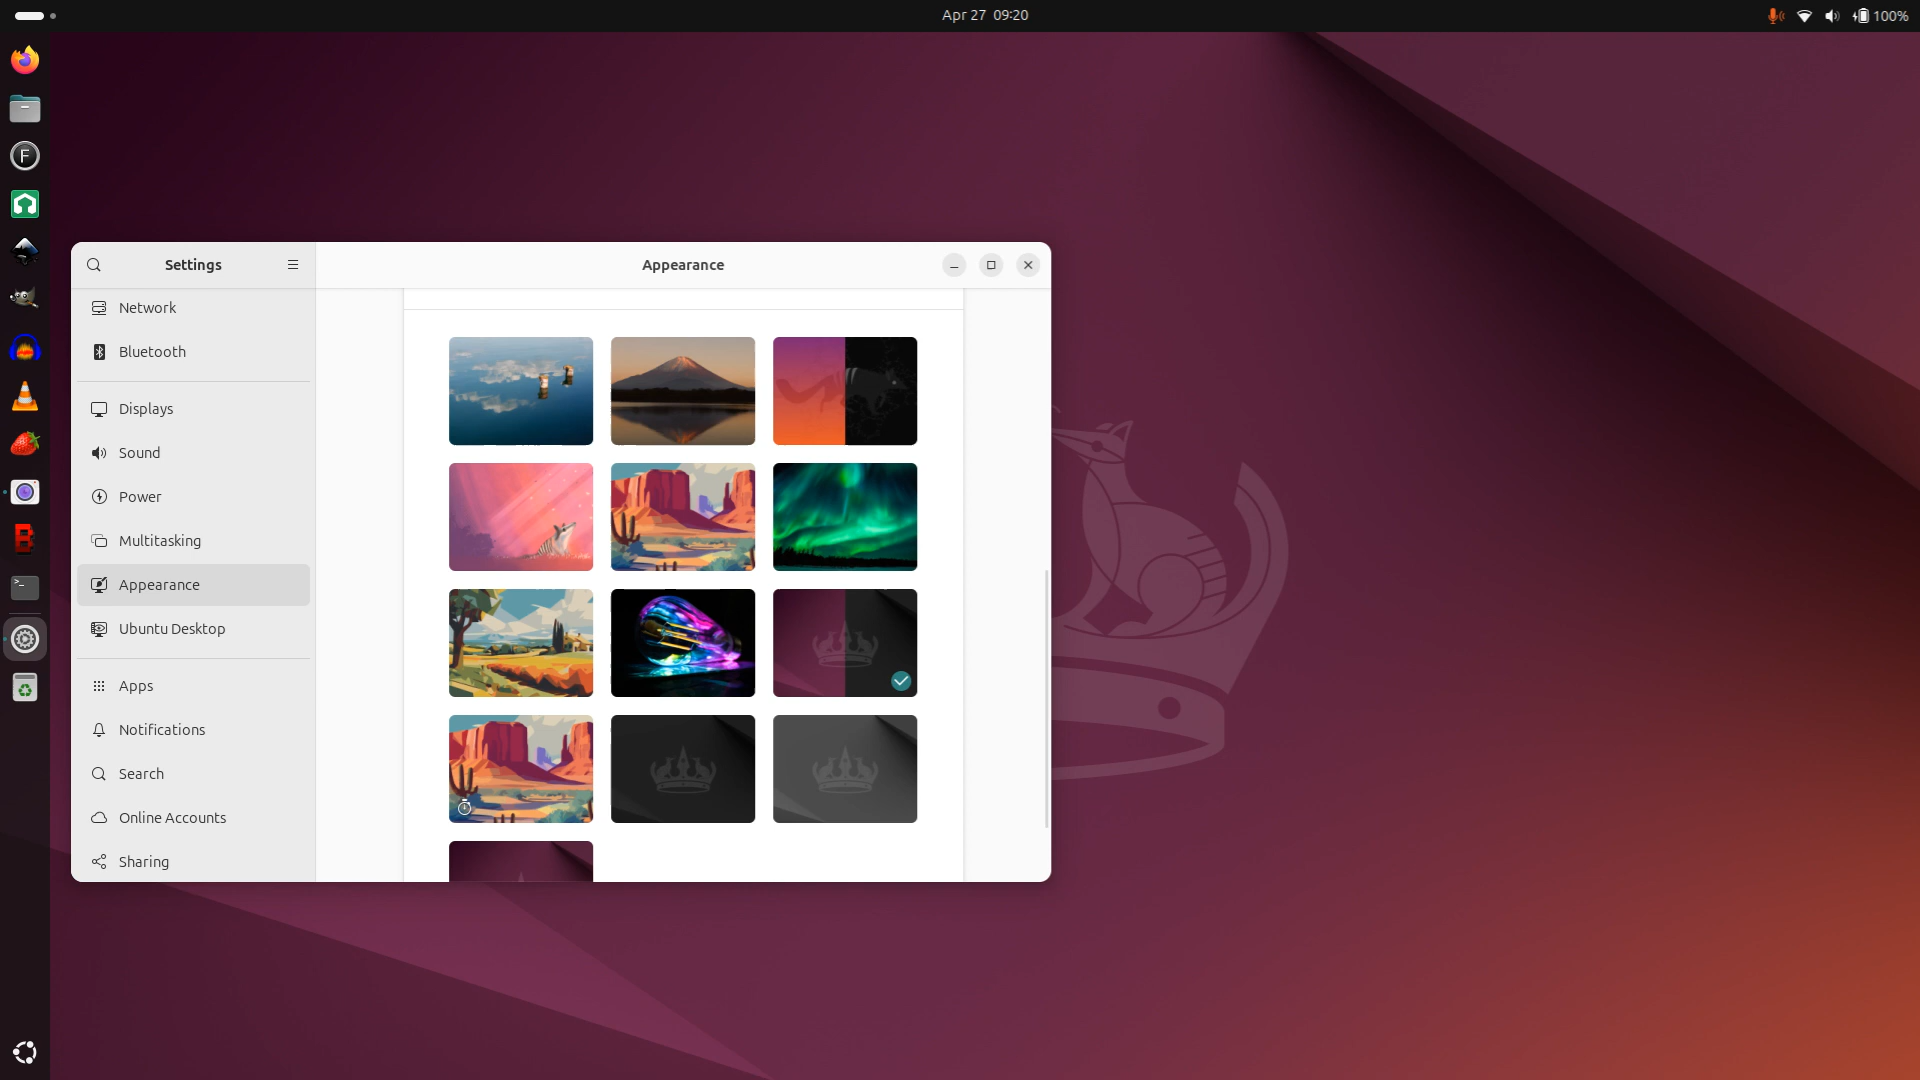 Apr 27 09:20
100%
Settings
Appearance
Network
Bluetooth
Displays
Sound
Power
Multitasking
Appearance
Ubuntu Desktop
Apps
Notifications
Search
Online Accounts
Sharing